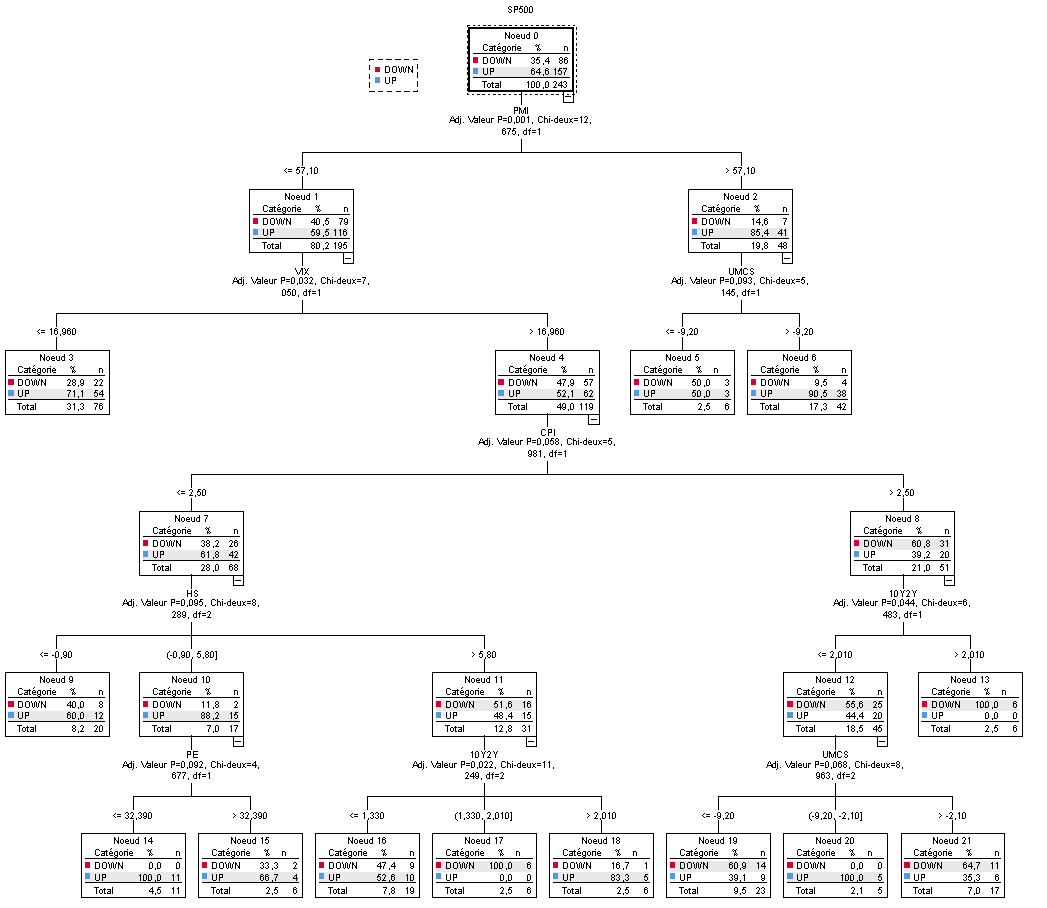 SP500
Noeud 0
Catégorie % n
DOWN 35,4 86
UP 64,6 157
Total 100,0 243
DOWN
UP
PMI
Adj. Valeur P=0,001, Chi-deux=12,
675, df=1
<= 57,10
> 57,10
Noeud 1
Catégorie % n
DOWN 40,5 79
UP 59,5 116
Total 80,2 195
Noeud 2
Catégorie % n
DOWN 14,6 7
UP 85,4 41
Total 19,8 48
VIX
Adj. Valeur P=0,032, Chi-deux=7,
050, df=1
UMCS
Adj. Valeur P=0,093, Chi-deux=5,
145, df=1
<= 16,960
> 16,960
<= -9,20
> -9,20
Noeud 3
Catégorie % n
DOWN 28,9 22
UP 71,1 54
Total 31,3 76
Noeud 4
Catégorie % n
DOWN 47,9 57
UP 52,1 62
Total 49,0 119
Noeud 5
Catégorie % n
DOWN 50,0 3
UP 50,0 3
Total 2,5 6
Noeud 6
Catégorie % n
DOWN 9,5 4
UP 90,5 38
Total 17,3 42
CPI
Adj. Valeur P=0,058, Chi-deux=5,
981, df=1
<= 2,50
> 2,50
Noeud 7
Catégorie % n
DOWN 38,2 26
UP 61,8 42
Total 28,0 68
Noeud 8
Catégorie % n
DOWN 60,8 31
UP 39,2 20
Total 21,0 51
HS
Adj. Valeur P=0,095, Chi-deux=8,
289, df=2
10Y2Y
Adj. Valeur P=0,044, Chi-deux=6,
483, df=1
<= -0,90
(-0,90, 5,80]
> 5,80
<= 2,010
> 2,010
Noeud 9
Catégorie % n
DOWN 40,0 8
UP 60,0 12
Total 8,2 20
Noeud 10
Catégorie % n
DOWN 11,8 2
UP 88,2 15
Total 7,0 17
Noeud 11
Catégorie % n
DOWN 51,6 16
UP 48,4 15
Total 12,8 31
Noeud 12
Catégorie % n
DOWN 55,6 25
UP 44,4 20
Total 18,5 45
Noeud 13
Catégorie % n
DOWN 100,0 6
UP 0,0 0
Total 2,5 6
PE
Adj. Valeur P=0,092, Chi-deux=4,
677, df=1
10Y2Y
Adj. Valeur P=0,022, Chi-deux=11,
249, df=2
UMCS
Adj. Valeur P=0,068, Chi-deux=8,
963, df=2
<= 32,390
> 32,390
<= 1,330
(1,330, 2,010]
> 2,010
<= -9,20
(-9,20, -2,10]
> -2,10
Noeud 14
Catégorie % n
DOWN 0,0 0
UP 100,0 11
Total 4,5 11
Noeud 15
Catégorie % n
DOWN 33,3 2
UP 66,7 4
Total 2,5 6
Noeud 16
Catégorie % n
DOWN 47,4 9
UP 52,6 10
Total 7,8 19
Noeud 17
Catégorie % n
DOWN 100,0 6
UP 0,0 0
Total 2,5 6
Noeud 18
Catégorie % n
DOWN 16,7 1
UP 83,3 5
Total 2,5 6
Noeud 19
Catégorie % n
DOWN 60,9 14
UP 39,1 9
Total 9,5 23
Noeud 20
Catégorie % n
DOWN 0,0 0
UP 100,0 5
Total 2,1 5
Noeud 21
Catégorie % n
DOWN 64,7 11
UP 35,3 6
Total 7,0 17